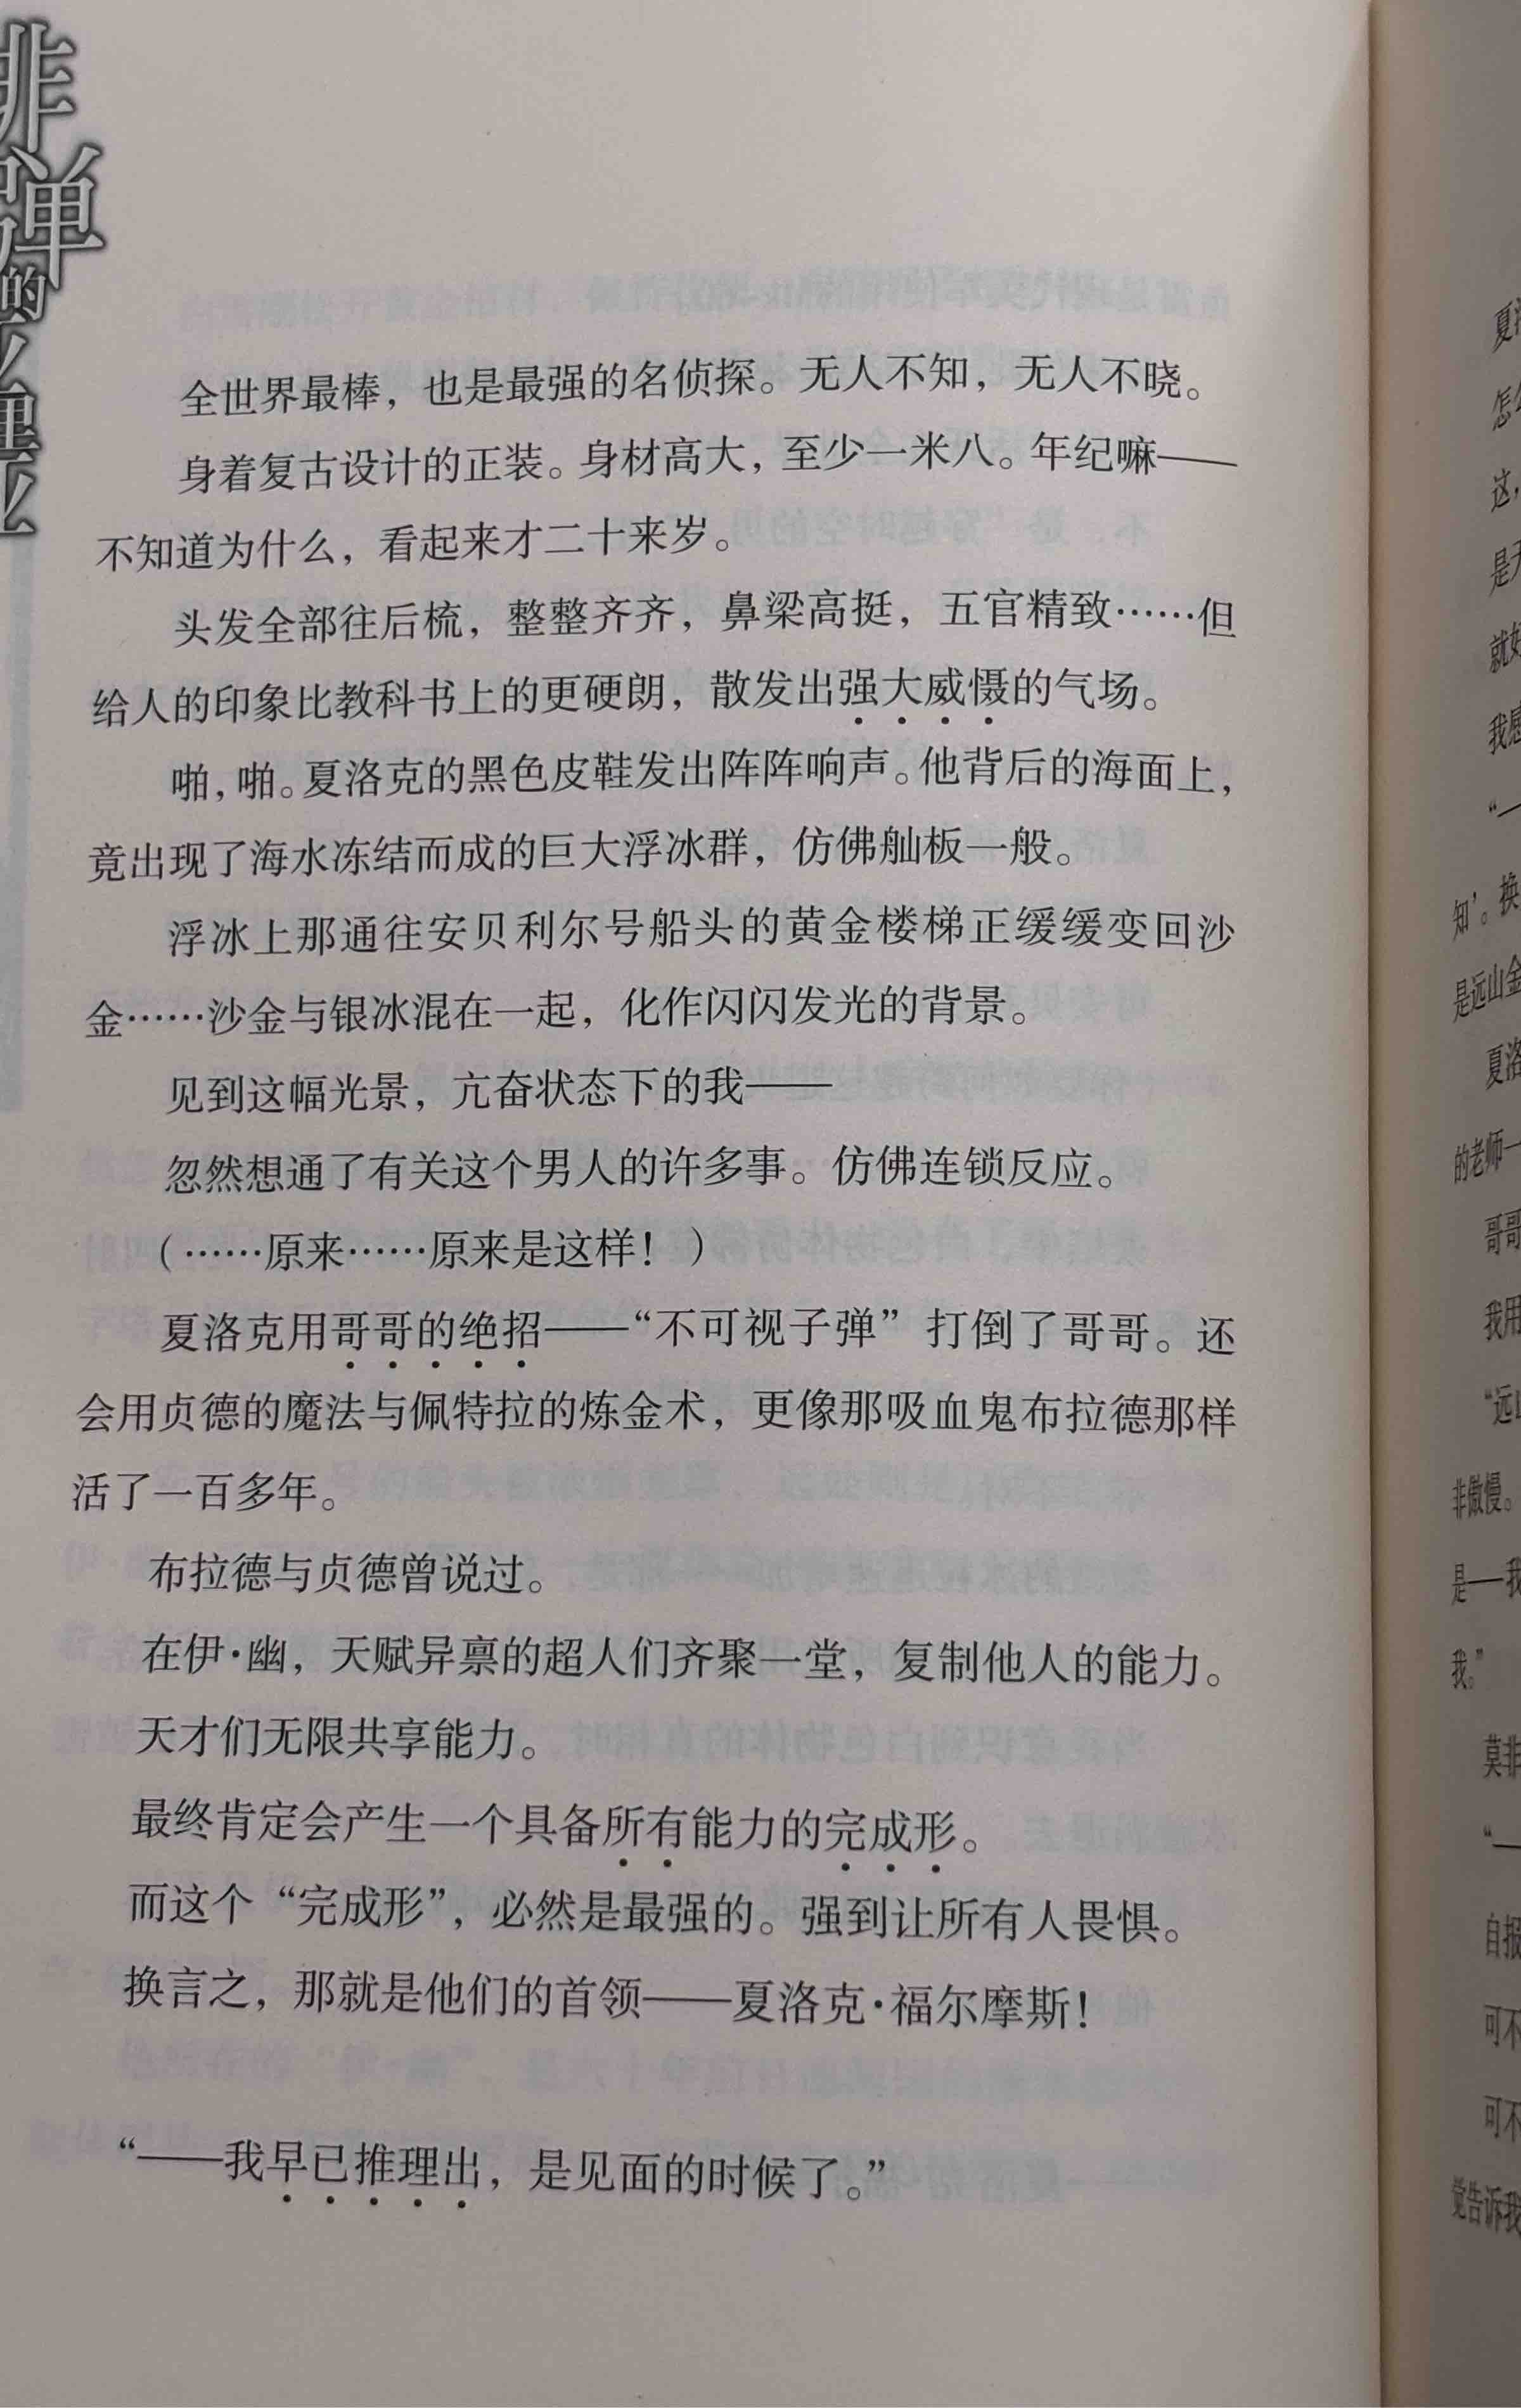 全世界最棒，也是最强的名侦探。无人不知，无人不晓。
身着复古设计的正装。身材高大，至少一米八。年纪嘛——
不知道为什么，看起来才二十来岁。
头发全部往后梳，整整齐齐，鼻梁高挺，五官精致……但
给人的印象比教科书上的更硬朗，散发出强大威慑的气场。
啪，啪。夏洛克的黑色皮鞋发出阵阵响声。他背后的海面上，
竟出现了海水冻结而成的巨大浮冰群，仿佛舢板一般。
浮冰上那通往安贝利尔号船头的黄金楼梯正缓缓变回沙
金……沙金与银冰混在一起，化作闪闪发光的背景。
见到这幅光景，亢奋状态下的我——
忽然想通了有关这个男人的许多事。仿佛连锁反应。
（……原来……原来是这样！）
夏洛克用哥哥的绝招——“不可视子弹”打倒了哥哥。还
会用贞德的魔法与佩特拉的炼金术，更像那吸血鬼布拉德那样
活了一百多年。
布拉德与贞德曾说过。
在伊·幽，天赋异禀的超人们齐聚一堂，复制他人的能力。
天才们无限共享能力。
最终肯定会产生一个具备所有能力的完成形。
而这个“完成形”，必然是最强的。强到让所有人畏惧。
换言之，那就是他们的首领——夏洛克·福尔摩斯！
“——我早已推理出，是见面的时候了。”
非
弹
的
理
夏
怎
这，
是
就
我
“一
知’。换
是远山金
夏
的老师一
哥哥
我用
“远
非傲慢。
是——我
我。”
莫非
“—
自报
可不
可不
觉告诉我